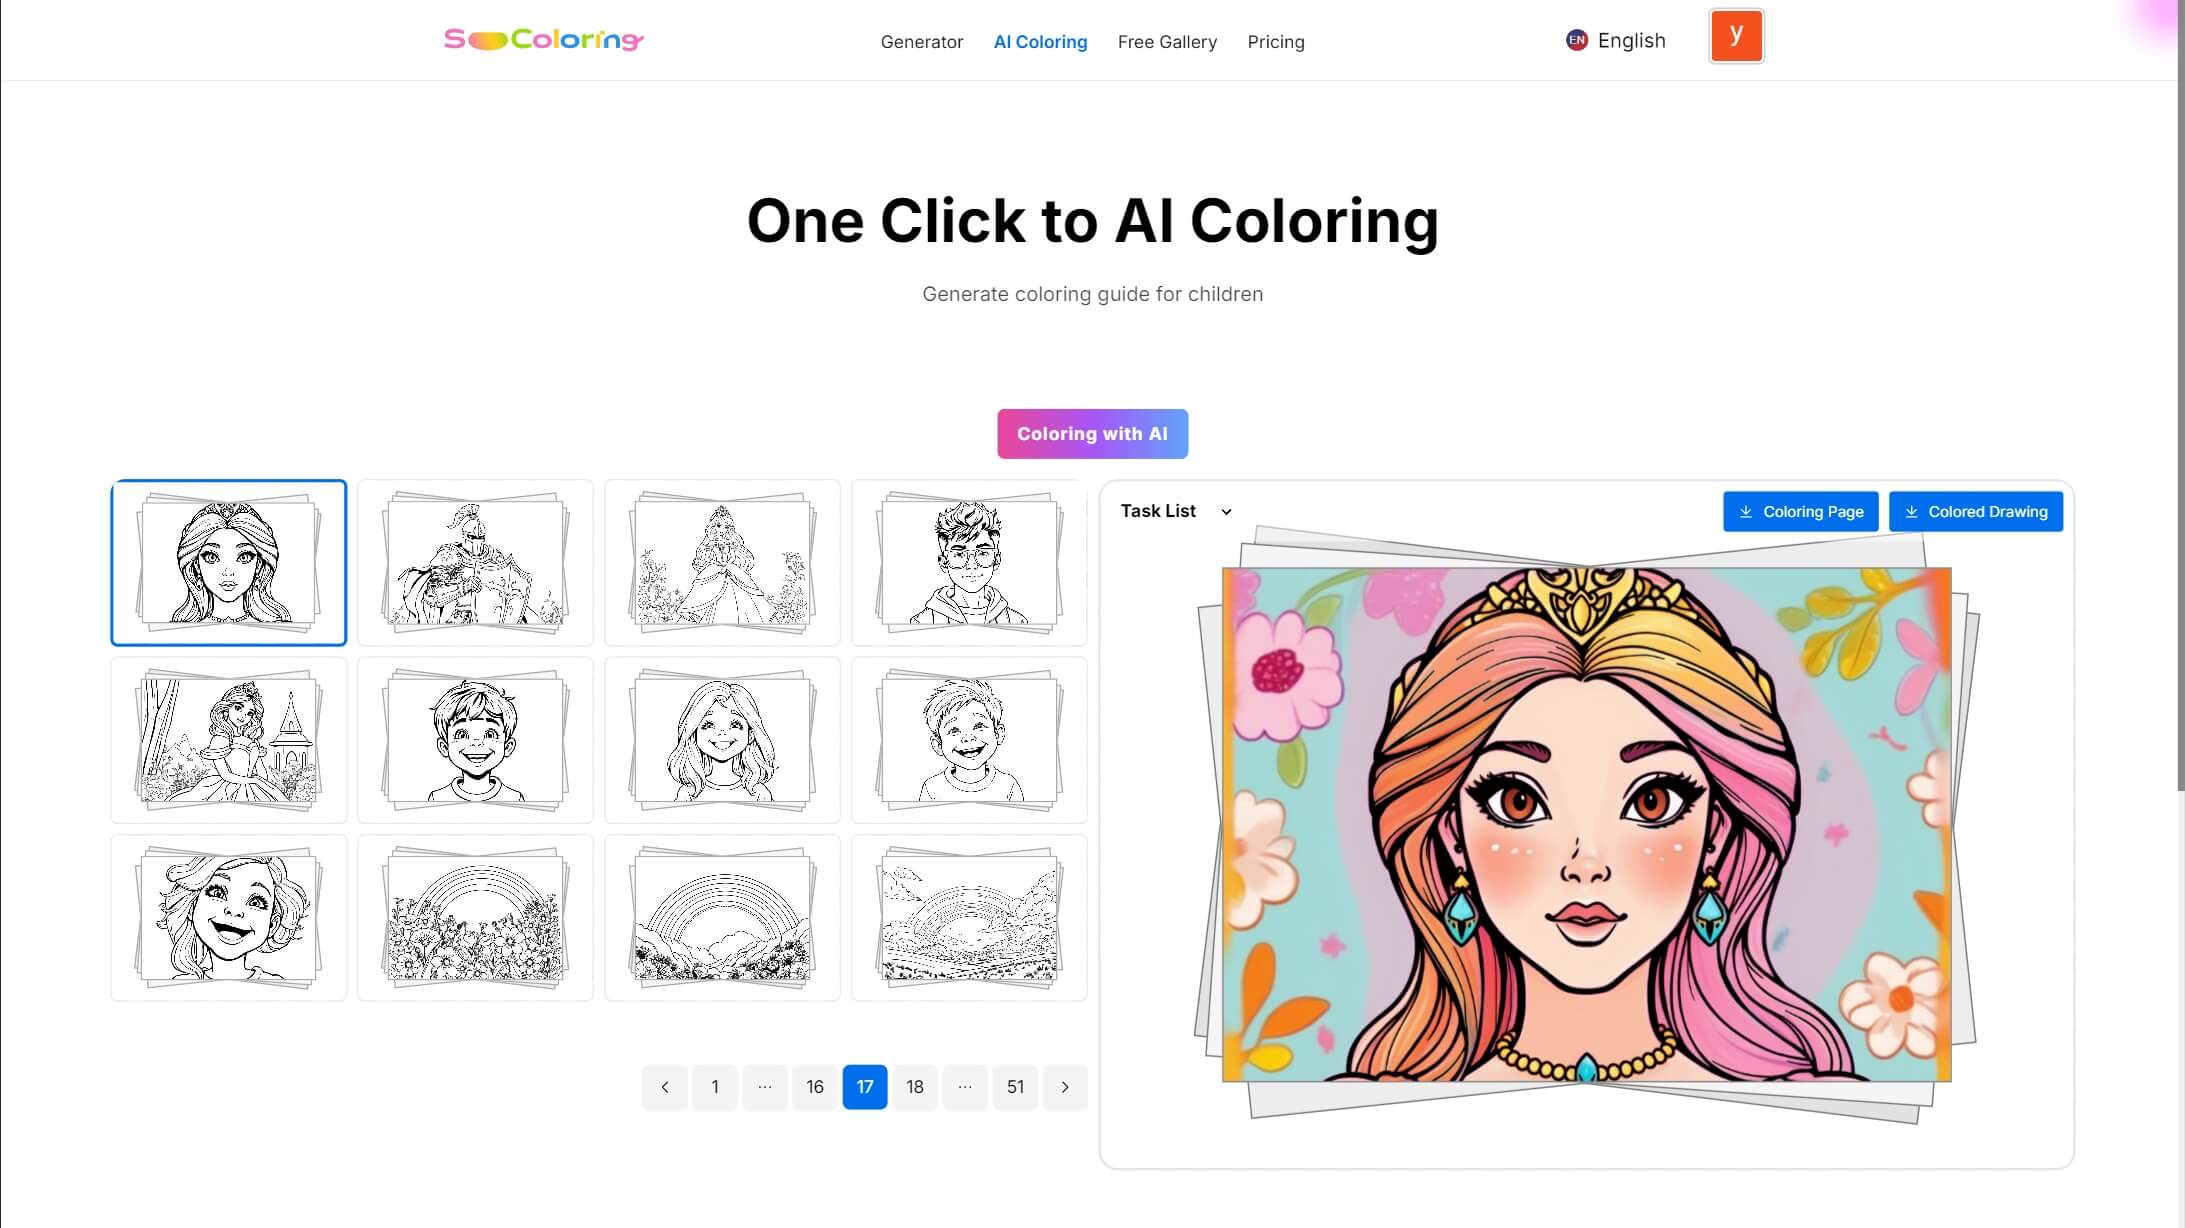 SooColoring
Generator
AI Coloring
Free Gallery
Pricing
EN English
y
One Click to AI Coloring
Generate coloring guide for children
Coloring with AI
Task List
Coloring Page
Colored Drawing
1
...
16
17
18
...
51